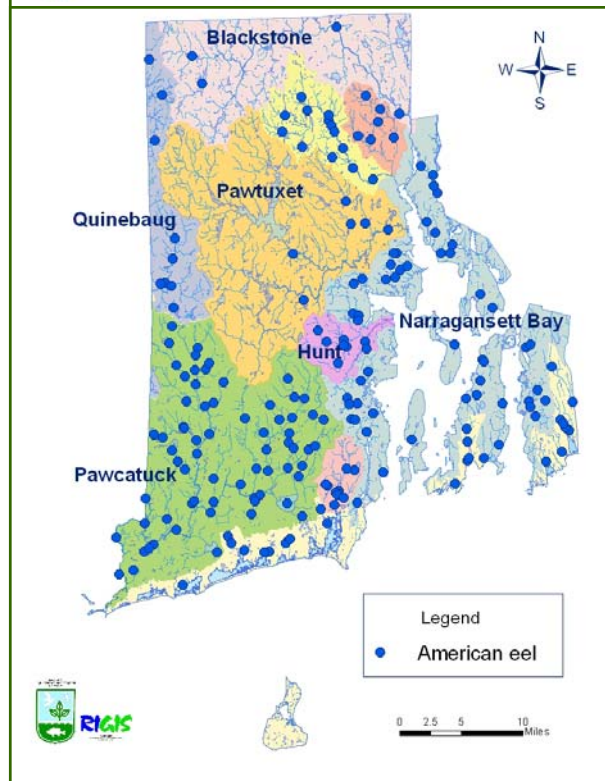 Blackstone
N
W E
S
Pawtuxet
Quinebaug
Narragansett Bay
Hunt
Pawcatuck
Legend
American eel
RIGIS
0 2.5 5 10
Miles